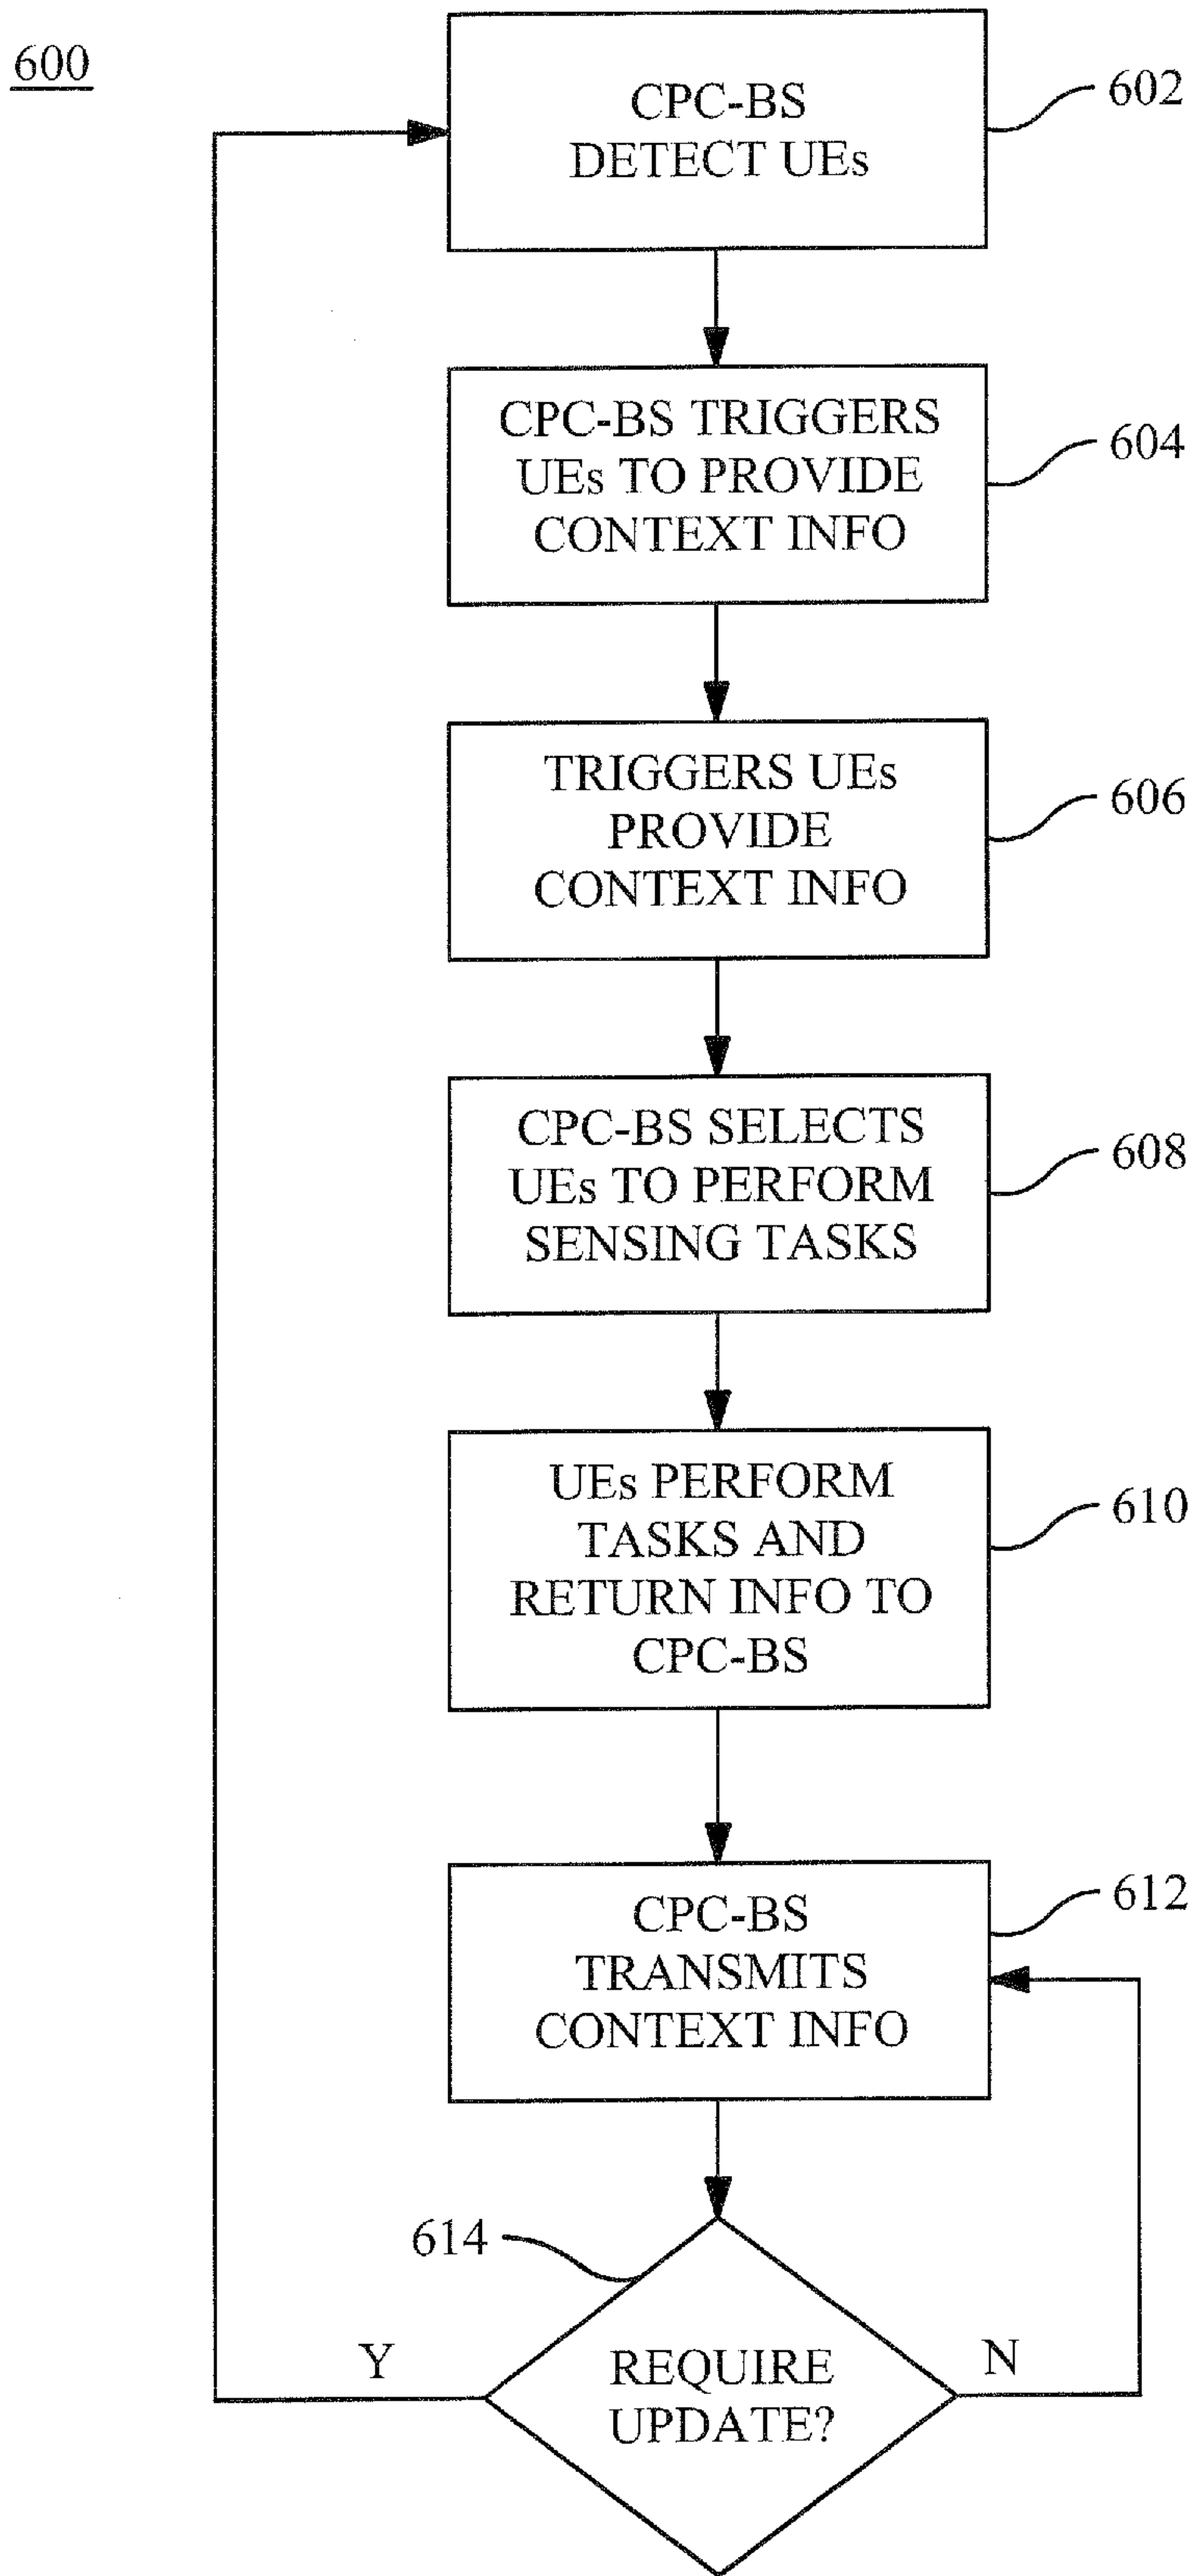 600
CPC-BS
DETECT UEs
602
CPC-BS TRIGGERS
UEs TO PROVIDE
CONTEXT INFO
604
TRIGGERS UEs
PROVIDE
CONTEXT INFO
606
CPC-BS SELECTS
UEs TO PERFORM
SENSING TASKS
608
UEs PERFORM
TASKS AND
RETURN INFO TO
CPC-BS
610
CPC-BS
TRANSMITS
CONTEXT INFO
612
614
Y
REQUIRE
UPDATE?
N